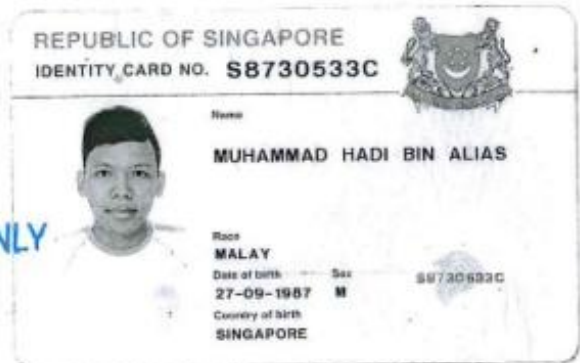 REPUBLIC OF SINGAPORE
IDENTITY CARD NO. S8730533C
Name
MUHAMMAD HADI BIN ALIAS
NLY
Race
MALAY
Date of birth Sex
27-09-1987 M S8730533C
Country of birth
SINGAPORE